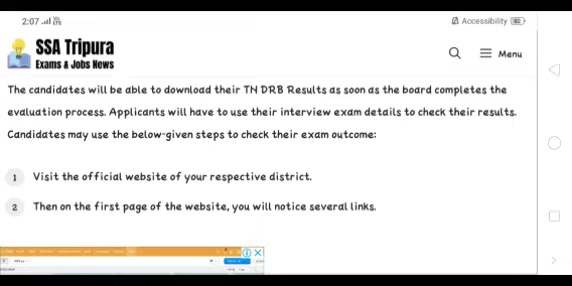 2:07
Accessibility
SSA Tripura
Exams & Jobs News
Menu
The candidates will be able to download their TN DRB Results as soon as the board completes the
evaluation process. Applicants will have to use their interview exam details to check their results.
Candidates may use the below-given steps to check their exam outcome:
1 Visit the official website of your respective district.
2 Then on the first page of the website, you will notice several links.